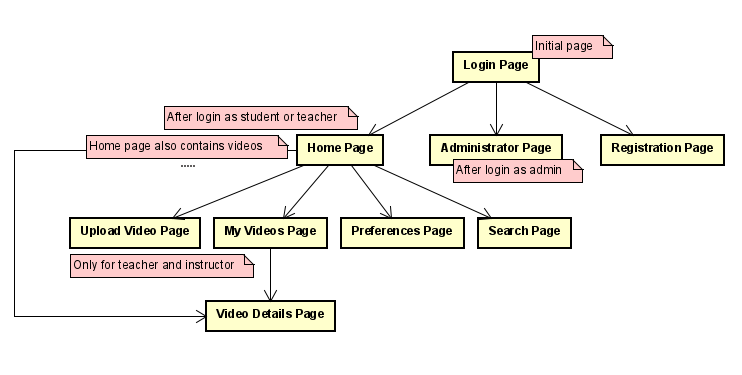 Initial page
Login Page
After login as student or teacher
Home page also contains videos
.....
Home Page
Administrator Page
Registration Page
After login as admin
Upload Video Page
My Videos Page
Preferences Page
Search Page
Only for teacher and instructor
Video Details Page